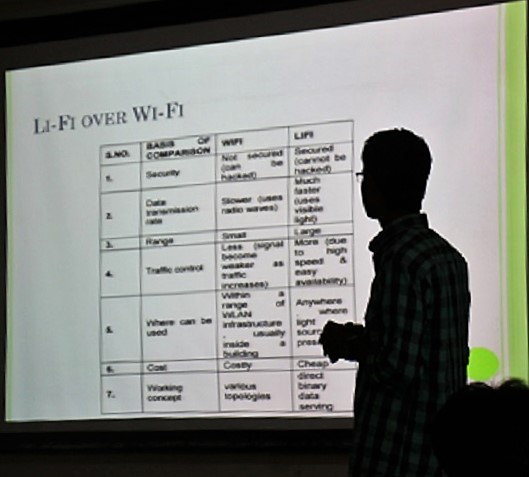 LI-FI OVER WI-FI
S.NO. BASIS OF COMPARISON WIFI LIFI
1. Security Not secured (can be hacked) Secured (cannot be hacked)
2. Data transmission rate Slower (uses radio waves) Much faster (uses visible light)
3. Range Small Large
4. Traffic control Less (signal become weaker as traffic increases) More (due to high speed & easy availability)
5. Where can be used Within a range of WLAN infrastructure, usually inside a building Anywhere, where light
6. Cost Costly Cheap
7. Working concept various topologies direct binary data serving